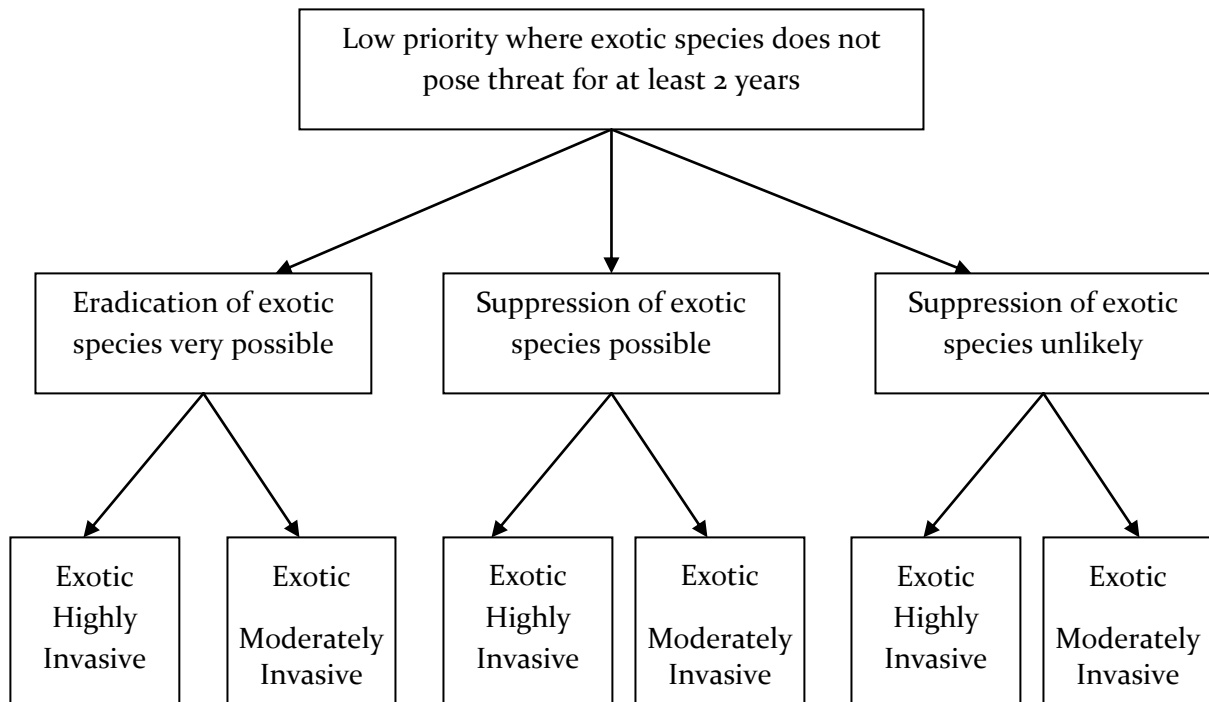 Low priority where exotic species does not
pose threat for at least 2 years
Eradication of exotic
species very possible
Suppression of exotic
species possible
Suppression of exotic
species unlikely
Exotic
Highly
Invasive
Exotic
Moderately
Invasive
Exotic
Highly
Invasive
Exotic
Moderately
Invasive
Exotic
Highly
Invasive
Exotic
Moderately
Invasive